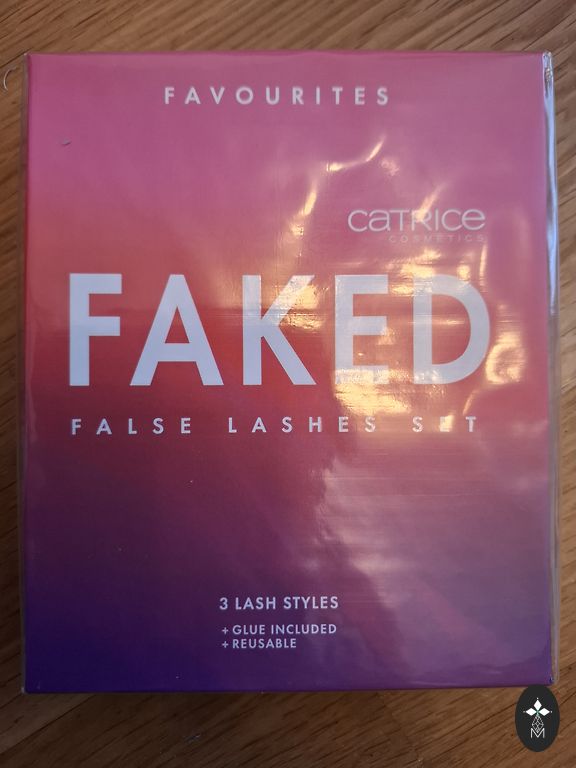 FAVOURITES
CATRICE
COSMETICS
FAKED
FALSE LASHES SET
3 LASH STYLES
+ GLUE INCLUDED
+ REUSABLE
M